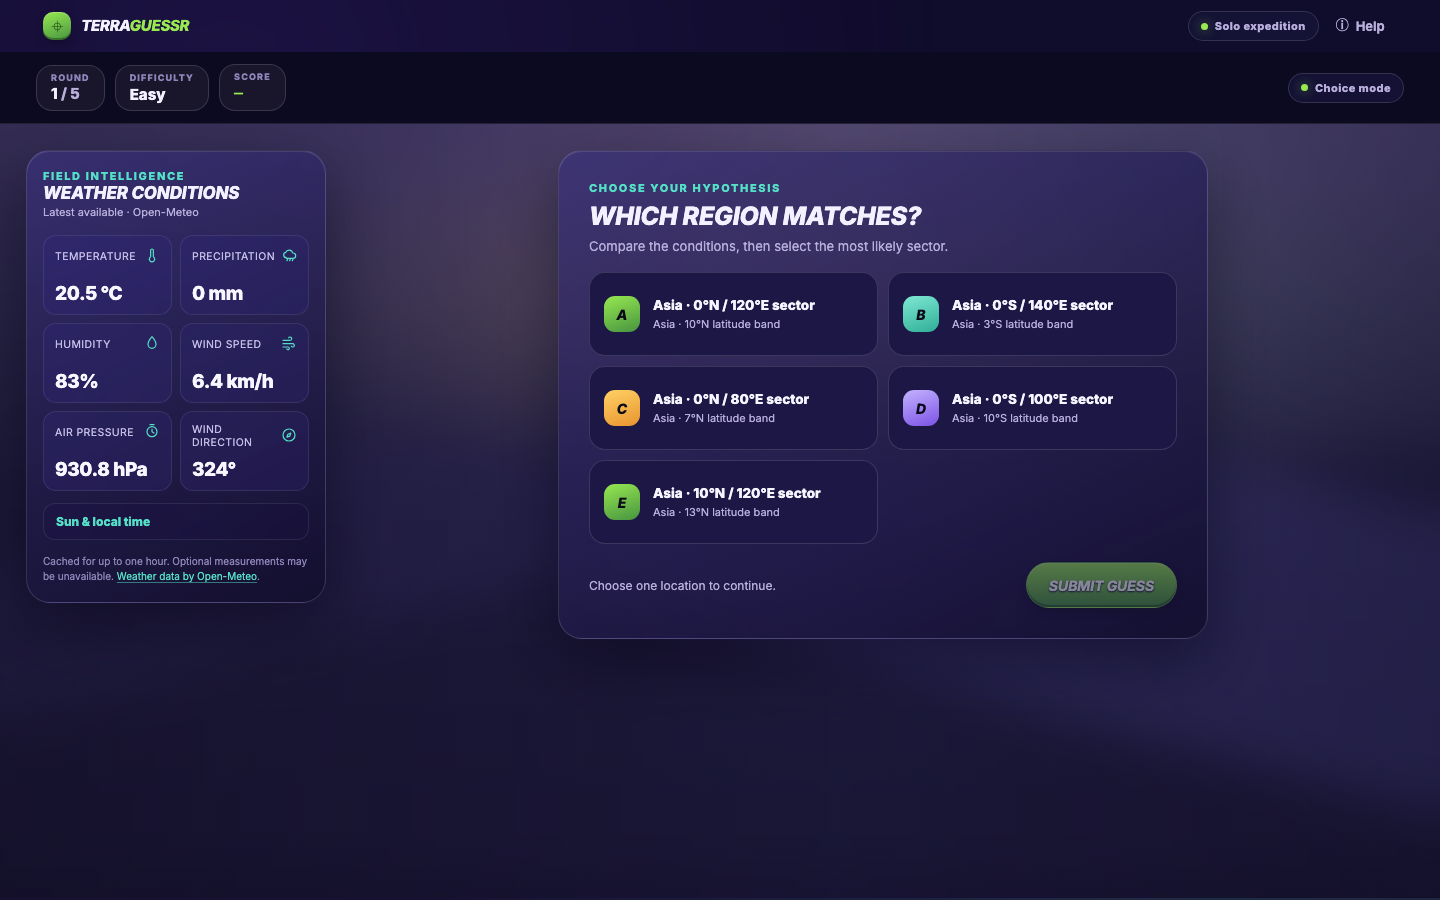 TERRAGUESSR
Solo expedition
Help
ROUND
1 / 5
DIFFICULTY
Easy
SCORE
–
Choice mode
FIELD INTELLIGENCE
WEATHER CONDITIONS
Latest available · Open-Meteo
TEMPERATURE
20.5 °C
PRECIPITATION
0 mm
HUMIDITY
83%
WIND SPEED
6.4 km/h
AIR PRESSURE
930.8 hPa
WIND
DIRECTION
324°
Sun & local time
Cached for up to one hour. Optional measurements may
be unavailable. Weather data by Open-Meteo.
CHOOSE YOUR HYPOTHESIS
WHICH REGION MATCHES?
Compare the conditions, then select the most likely sector.
A
Asia · 0°N / 120°E sector
Asia · 10°N latitude band
B
Asia · 0°S / 140°E sector
Asia · 3°S latitude band
C
Asia · 0°N / 80°E sector
Asia · 7°N latitude band
D
Asia · 0°S / 100°E sector
Asia · 10°S latitude band
E
Asia · 10°N / 120°E sector
Asia · 13°N latitude band
Choose one location to continue.
SUBMIT GUESS